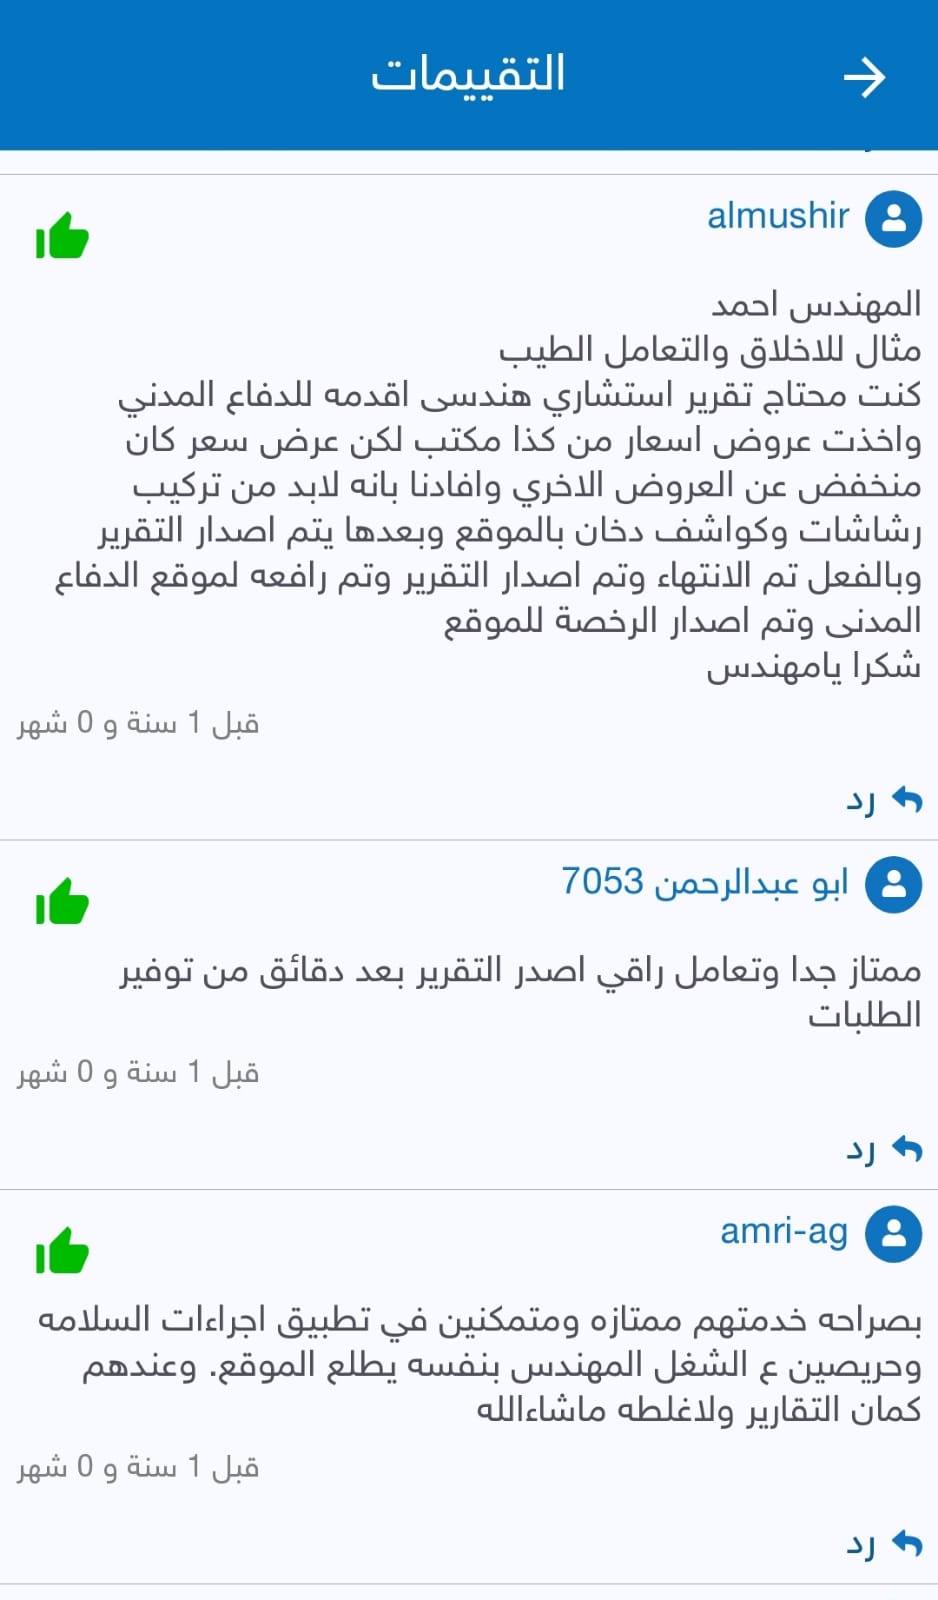 التقييمات
almushir
المهندس احمد
مثال للاخلاق والتعامل الطيب
كنت محتاج تقرير استشاري هندسى اقدمه للدفاع المدني
واخذت عروض اسعار من كذا مكتب لكن عرض سعر كان
منخفض عن العروض الاخري وافادنا بانه لابد من تركيب
رشاشات وكواشف دخان بالموقع وبعدها يتم اصدار التقرير
وبالفعل تم الانتهاء وتم اصدار التقرير وتم رافعه لموقع الدفاع
المدنى وتم اصدار الرخصة للموقع
شكرا يامهندس
قبل 1 سنة و 0 شهر
رد
ابو عبدالرحمن 7053
ممتاز جدا وتعامل راقي اصدر التقرير بعد دقائق من توفير
الطلبات
قبل 1 سنة و 0 شهر
رد
amri-ag
بصراحه خدمتهم ممتازه ومتمكنين في تطبيق اجراءات السلامه
وحريصين ع الشغل المهندس بنفسه يطلع الموقع. وعندهم
كمان التقارير ولاغلطه ماشاءالله
قبل 1 سنة و 0 شهر
رد